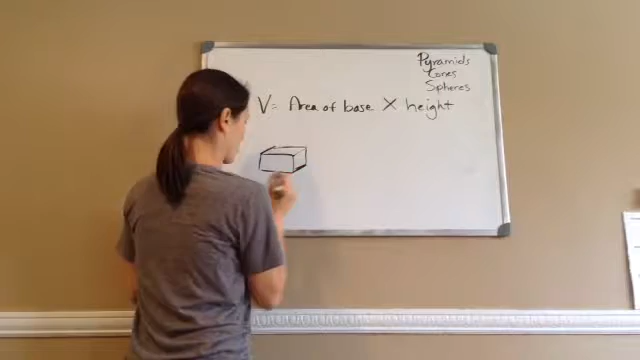 Pyramids
Cones
Spheres
V= Area of base X height